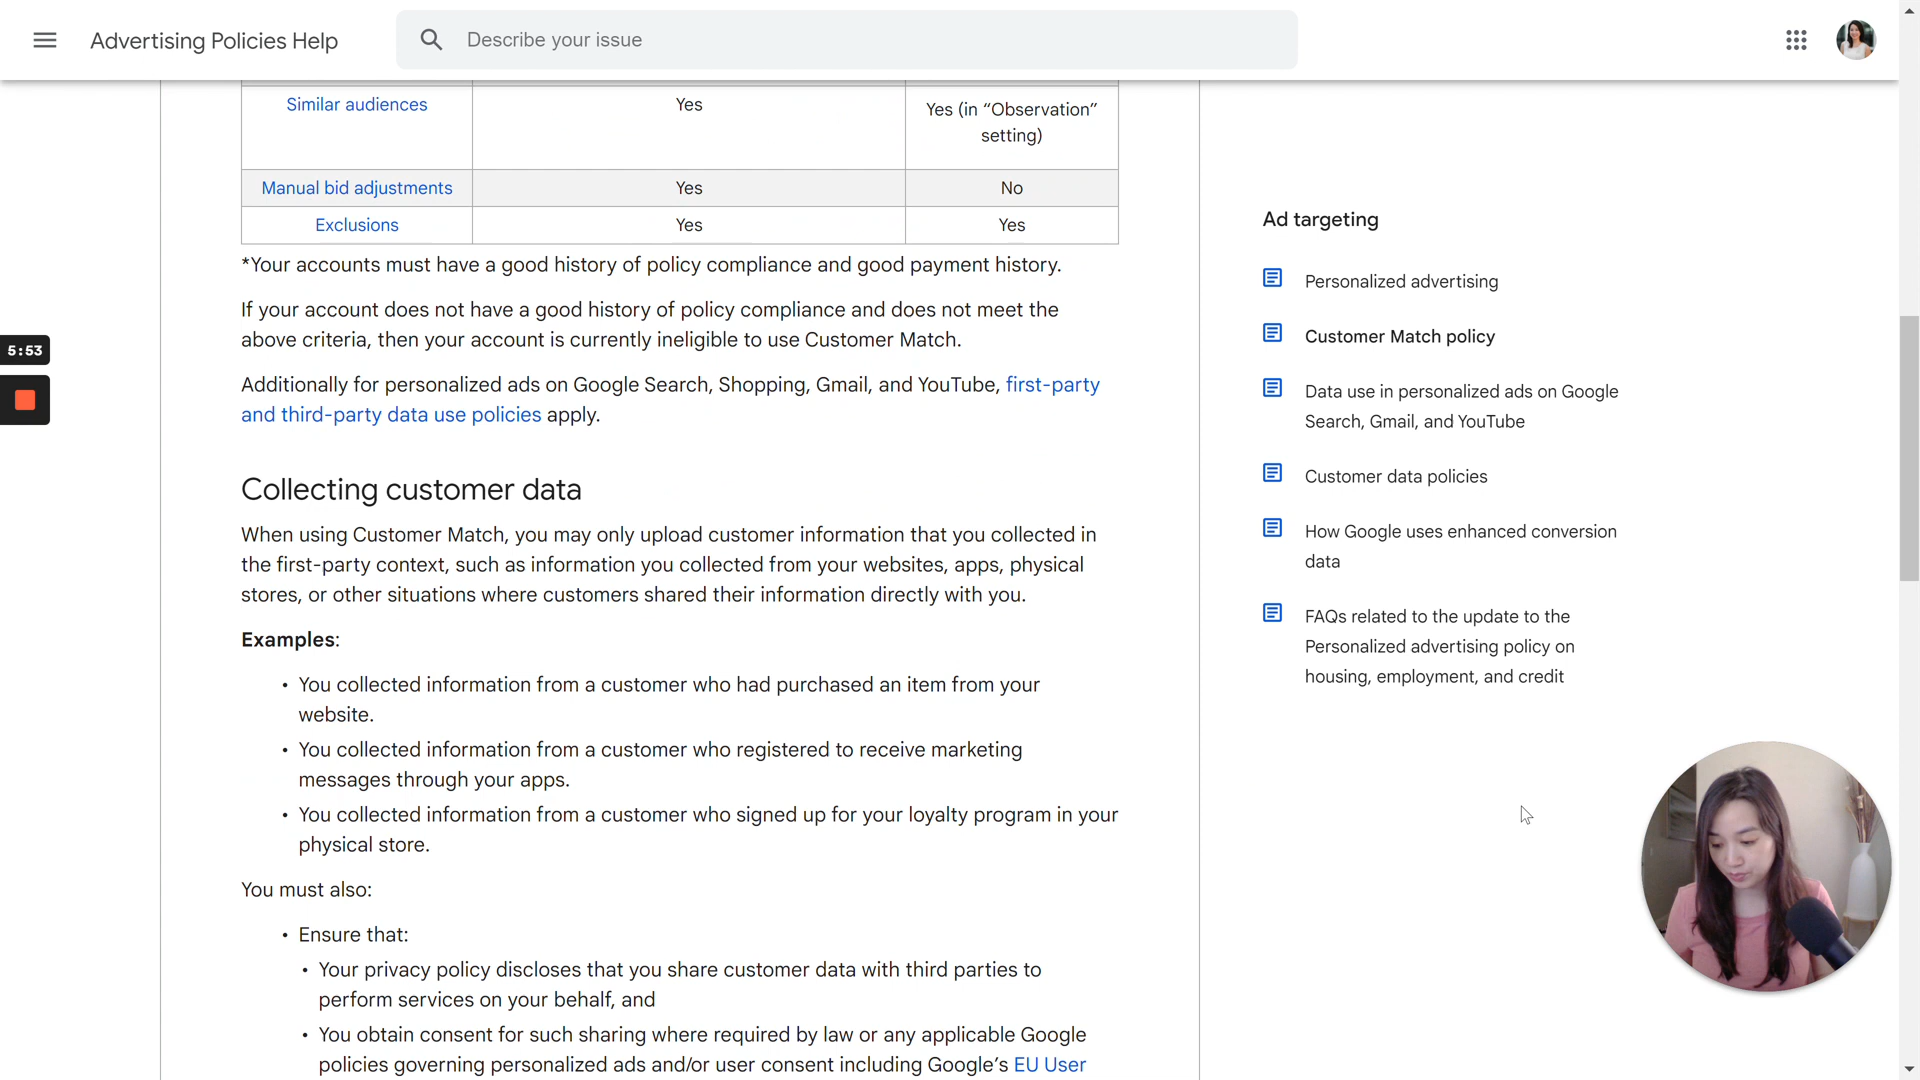 Advertising Policies Help
Describe your issue
Similar audiences
Yes
Yes (in “Observation”
setting)
Manual bid adjustments
Yes
No
Exclusions
Yes
Yes
*Your accounts must have a good history of policy compliance and good payment history.
If your account does not have a good history of policy compliance and does not meet the
above criteria, then your account is currently ineligible to use Customer Match.
Additionally for personalized ads on Google Search, Shopping, Gmail, and YouTube, first-party
and third-party data use policies apply.
Collecting customer data
When using Customer Match, you may only upload customer information that you collected in
the first-party context, such as information you collected from your websites, apps, physical
stores, or other situations where customers shared their information directly with you.
Examples:
• You collected information from a customer who had purchased an item from your
website.
• You collected information from a customer who registered to receive marketing
messages through your apps.
• You collected information from a customer who signed up for your loyalty program in your
physical store.
You must also:
• Ensure that:
• Your privacy policy discloses that you share customer data with third parties to
perform services on your behalf, and
• You obtain consent for such sharing where required by law or any applicable Google
policies governing personalized ads and/or user consent including Google’s EU User
Ad targeting
Personalized advertising
Customer Match policy
Data use in personalized ads on Google
Search, Gmail, and YouTube
Customer data policies
How Google uses enhanced conversion
data
FAQs related to the update to the
Personalized advertising policy on
housing, employment, and credit
5:53